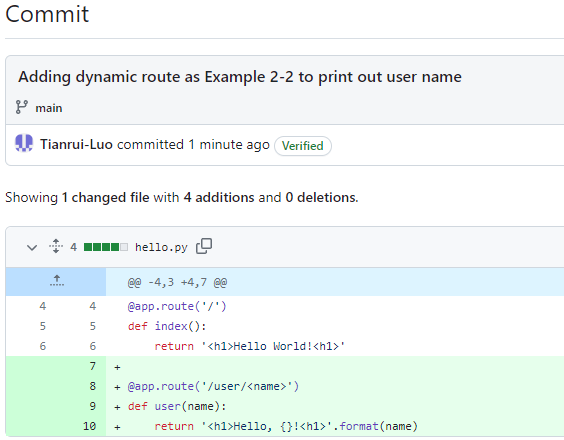 Commit
Adding dynamic route as Example 2-2 to print out user name
main
Tianrui-Luo committed 1 minute ago Verified
Showing 1 changed file with 4 additions and 0 deletions.
4 hello.py
@@ -4,3 +4,7 @@
4 4 @app.route('/')
5 5 def index():
6 6 return '<h1>Hello World!<h1>'
7 +
8 + @app.route('/user/<name>')
9 + def user(name):
10 + return '<h1>Hello, {}!<h1>'.format(name)